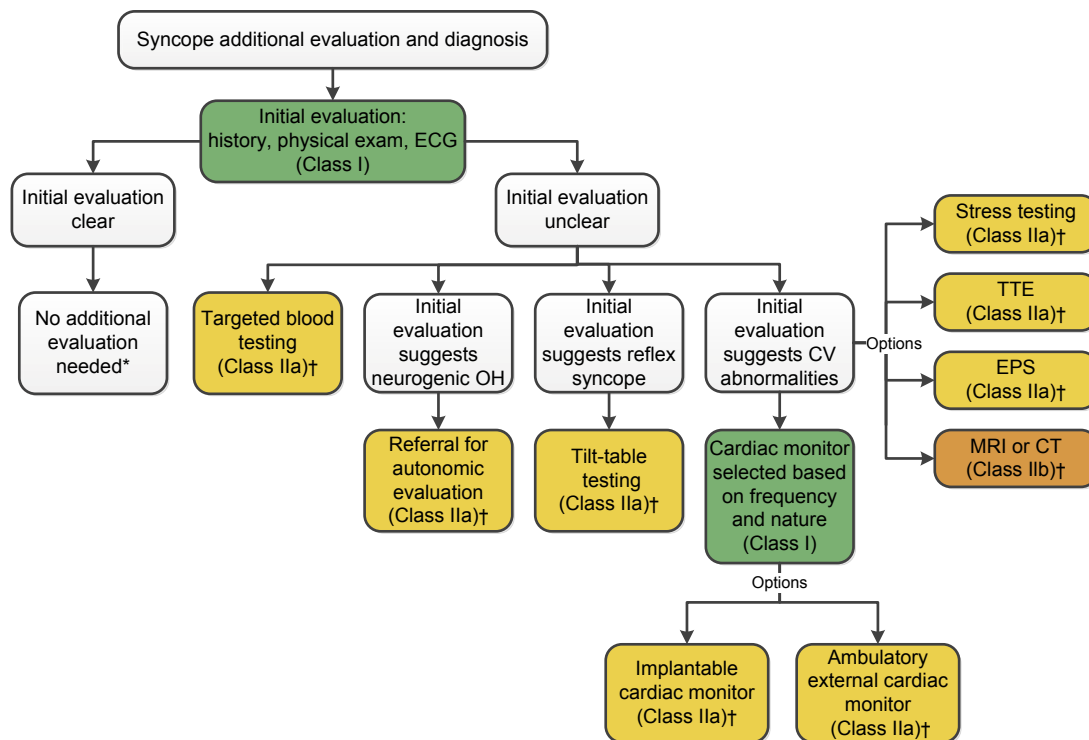 Syncope additional evaluation and diagnosis
Initial evaluation:
history, physical exam, ECG
(Class I)
Initial evaluation
clear
Initial evaluation
unclear
No additional
evaluation
needed*
Targeted blood
testing
(Class IIa)†
Initial
evaluation
suggests
neurogenic OH
Initial
evaluation
suggests reflex
syncope
Initial
evaluation
suggests CV
abnormalities
Options
Stress testing
(Class IIa)†
TTE
(Class IIa)†
EPS
(Class IIa)†
MRI or CT
(Class IIb)†
Referral for
autonomic
evaluation
(Class IIa)†
Tilt-table
testing
(Class IIa)†
Cardiac monitor
selected based
on frequency
and nature
(Class I)
Options
Implantable
cardiac monitor
(Class IIa)†
Ambulatory
external cardiac
monitor
(Class IIa)†